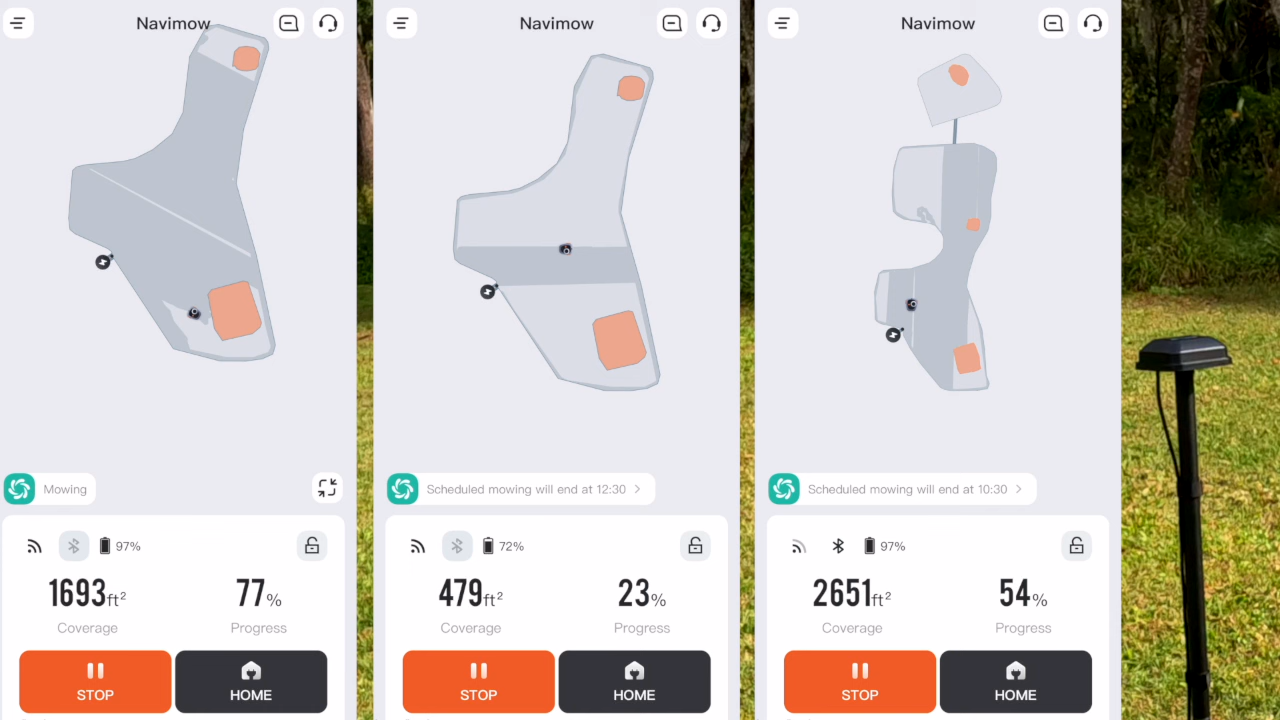 Navimow
Mowing
97%
1693ft²
77%
Coverage
Progress
STOP
HOME
Navimow
Scheduled mowing will end at 12:30
72%
479ft²
23%
Coverage
Progress
STOP
HOME
Navimow
Scheduled mowing will end at 10:30
97%
2651ft²
54%
Coverage
Progress
STOP
HOME